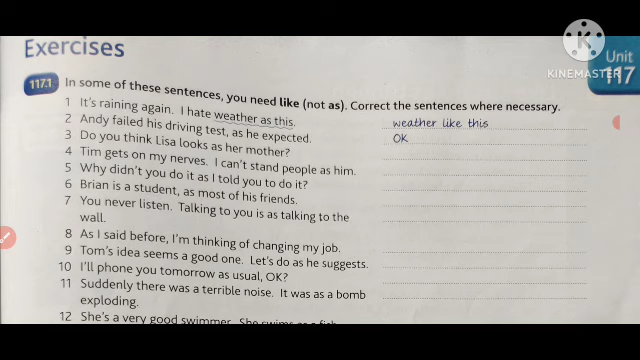 Exercises
Unit
117
KINEMASTER
117.1 In some of these sentences, you need like (not as). Correct the sentences where necessary.
1 It's raining again. I hate weather as this. weather like this
2 Andy failed his driving test, as he expected. OK
3 Do you think Lisa looks as her mother?
4 Tim gets on my nerves. I can't stand people as him.
5 Why didn't you do it as I told you to do it?
6 Brian is a student, as most of his friends.
7 You never listen. Talking to you is as talking to the
wall.
8 As I said before, I'm thinking of changing my job.
9 Tom's idea seems a good one. Let's do as he suggests.
10 I'll phone you tomorrow as usual, OK?
11 Suddenly there was a terrible noise. It was as a bomb
exploding.
12 She's a very good swimmer. She swims as a fish.